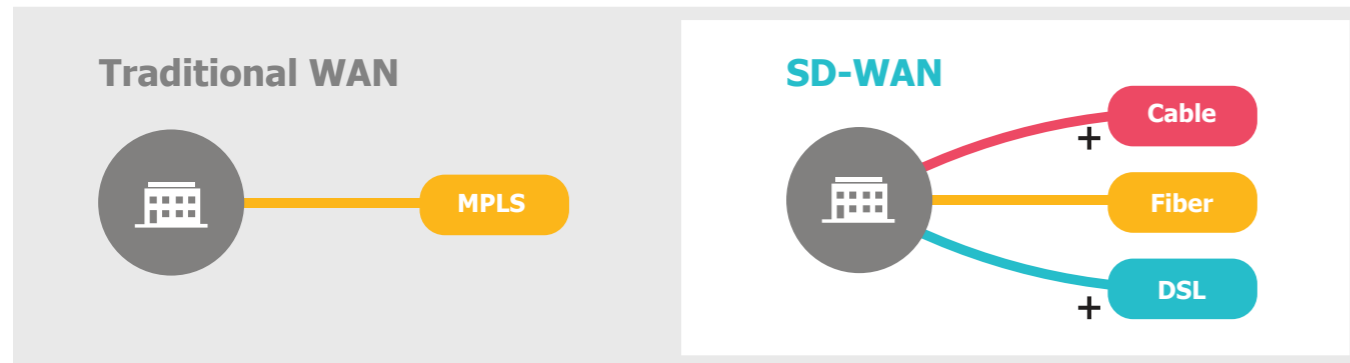 Traditional WAN
MPLS
SD-WAN
Cable
+
Fiber
DSL
+